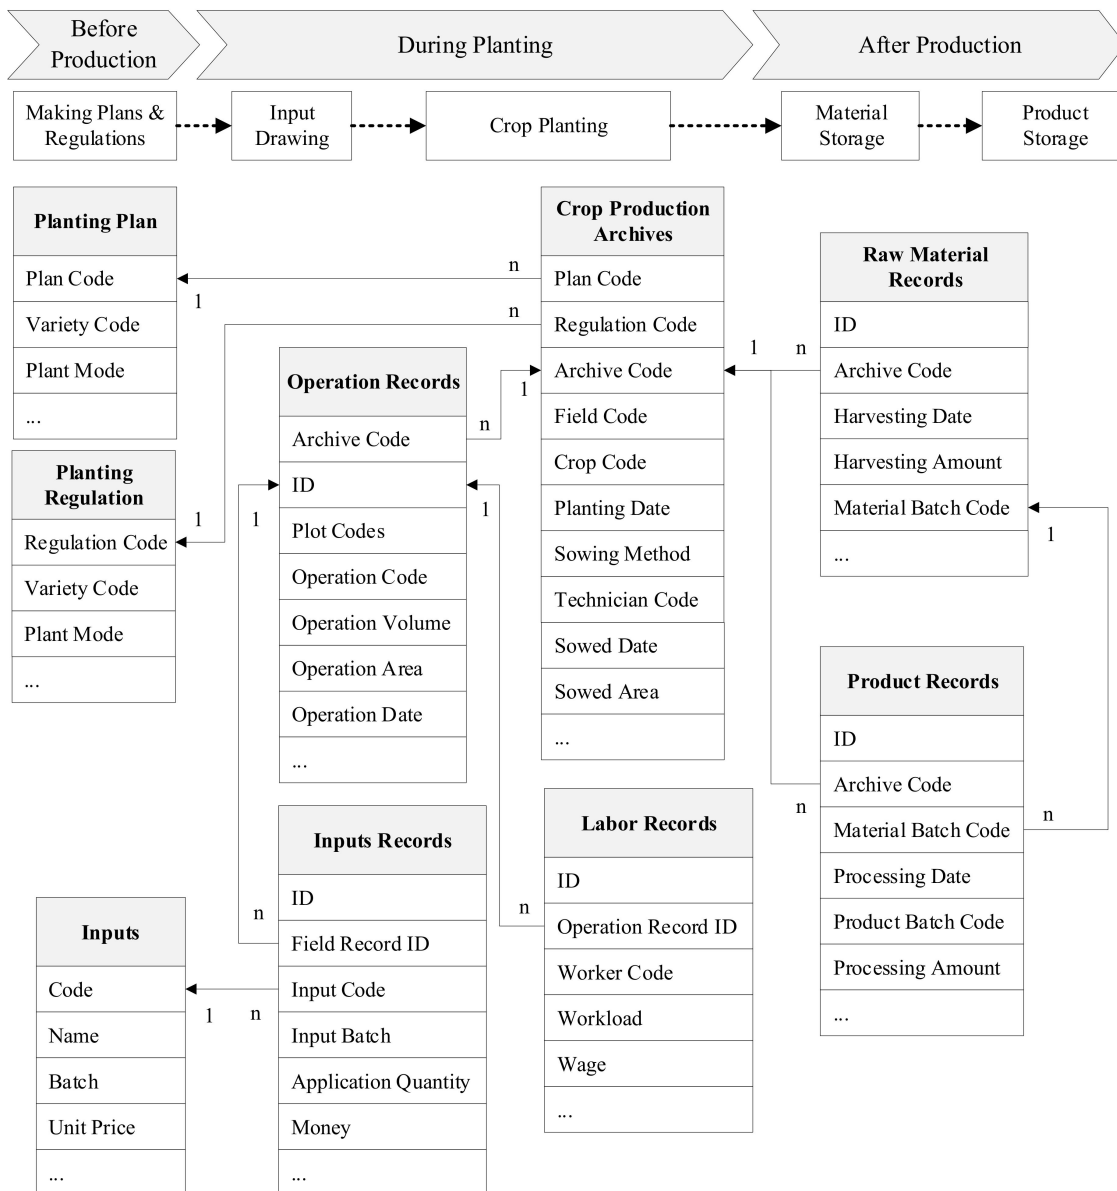 Before
Production
During Planting
After Production
Making Plans &
Regulations
Input
Drawing
Crop Planting
Material
Storage
Product
Storage
Planting Plan
Plan Code
Variety Code
Plant Mode
...
Planting
Regulation
Regulation Code
Variety Code
Plant Mode
...
Operation Records
Archive Code
ID
Plot Codes
Operation Code
Operation Volume
Operation Area
Operation Date
...
Crop Production
Archives
Plan Code
Regulation Code
Archive Code
Field Code
Crop Code
Planting Date
Sowing Method
Technician Code
Sowed Date
Sowed Area
...
Raw Material
Records
ID
Archive Code
Harvesting Date
Harvesting Amount
Material Batch Code
...
Product Records
ID
Archive Code
Material Batch Code
Processing Date
Product Batch Code
Processing Amount
...
Inputs Records
ID
Field Record ID
Input Code
Input Batch
Application Quantity
Money
...
Labor Records
ID
Operation Record ID
Worker Code
Workload
Wage
...
Inputs
Code
Name
Batch
Unit Price
...
n
1
n
1
n
1
1
n
1
1
n
n
1
n
n
n
1
n